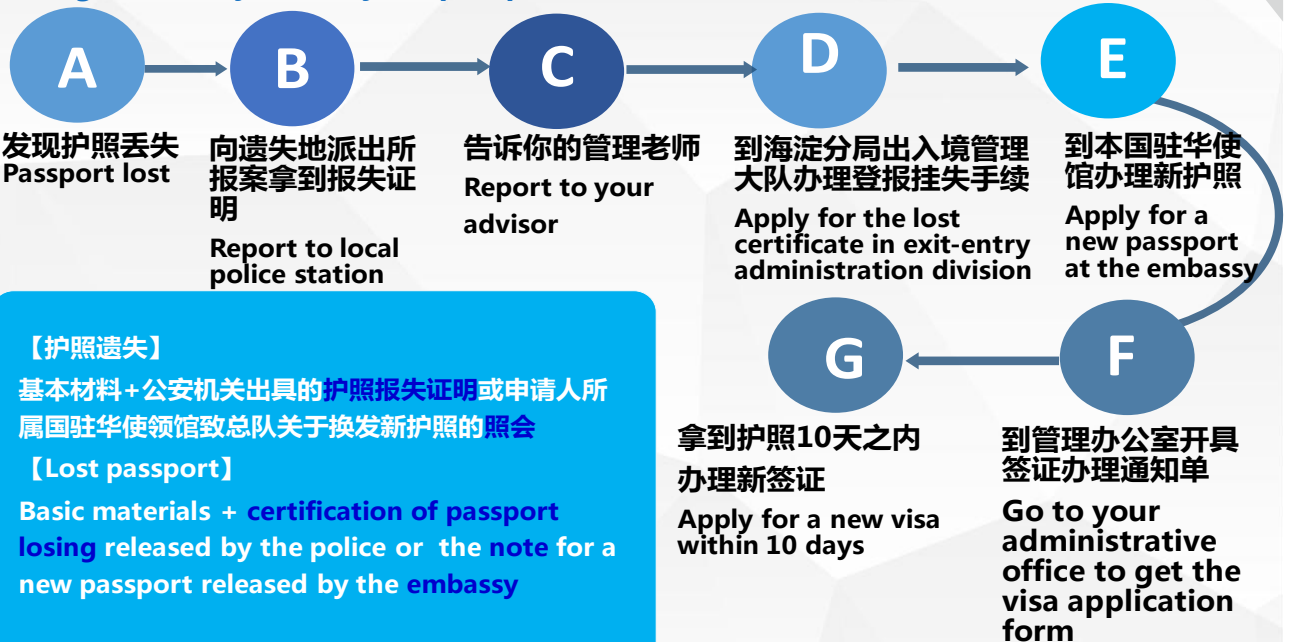 A
B
C
D
E
发现护照丢失
Passport lost
向遗失地派出所
报案拿到报失证
明
Report to local
police station
告诉你的管理老师
Report to your
advisor
到海淀分局出入境管理
大队办理登报挂失手续
Apply for the lost
certificate in exit-entry
administration division
到本国驻华使
馆办理新护照
Apply for a
new passport
at the embassy
G
F
拿到护照10天之内
办理新签证
Apply for a new visa
within 10 days
到管理办公室开具
签证办理通知单
Go to your
administrative
office to get the
visa application
form
【护照遗失】
基本材料+公安机关出具的护照报失证明或申请人所
属国驻华使领馆致总队关于换发新护照的照会
【Lost passport】
Basic materials + certification of passport
losing released by the police or the note for a
new passport released by the embassy